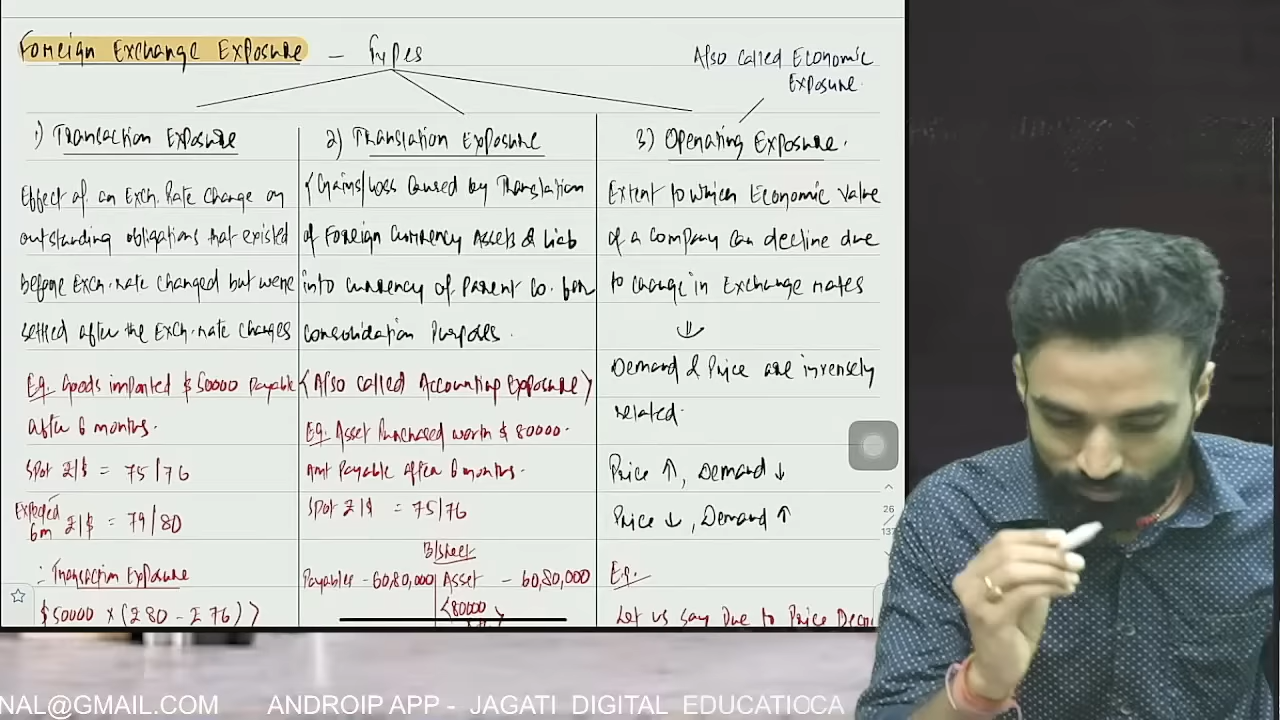 Foreign Exchange Exposure - Types
Also Called Economic
Exposure.
1) Transaction Exposure
Effect of an Exch. Rate Change on
outstanding obligations that existed
before Exch. rate changed but were
settled after the Exch. rate changes
Eg. Goods imported $50000 Payable
after 6 months.
Spot ₹/$ = 75/76
Expected
6m ₹/$ = 79/80
∴ Transaction Exposure
$50000 × (₹80 - ₹76)
2) Translation Exposure
Gains/Loss Caused by Translation
of Foreign Currency Assets & Liab
into currency of Parent Co. for
Consolidation Purposes.
(Also called Accounting Exposure)
Eg. Asset Purchased worth $80000.
Amt Payable after 6 months.
Spot ₹/$ = 75/76
B/Sheet
Payables - 60,80,000 Asset - 60,80,000
(80000
3) Operating Exposure.
Extent to which Economic value
of a company can decline due
to change in Exchange rates
⇓
Demand & Price are inversely
related.
Price ↑, Demand ↓
Price ↓, Demand ↑
Eg.
Let us say Due to Price
26
137
NAL@GMAIL.COM ANDROIP APP - JAGATI DIGITAL EDUCATIOCA